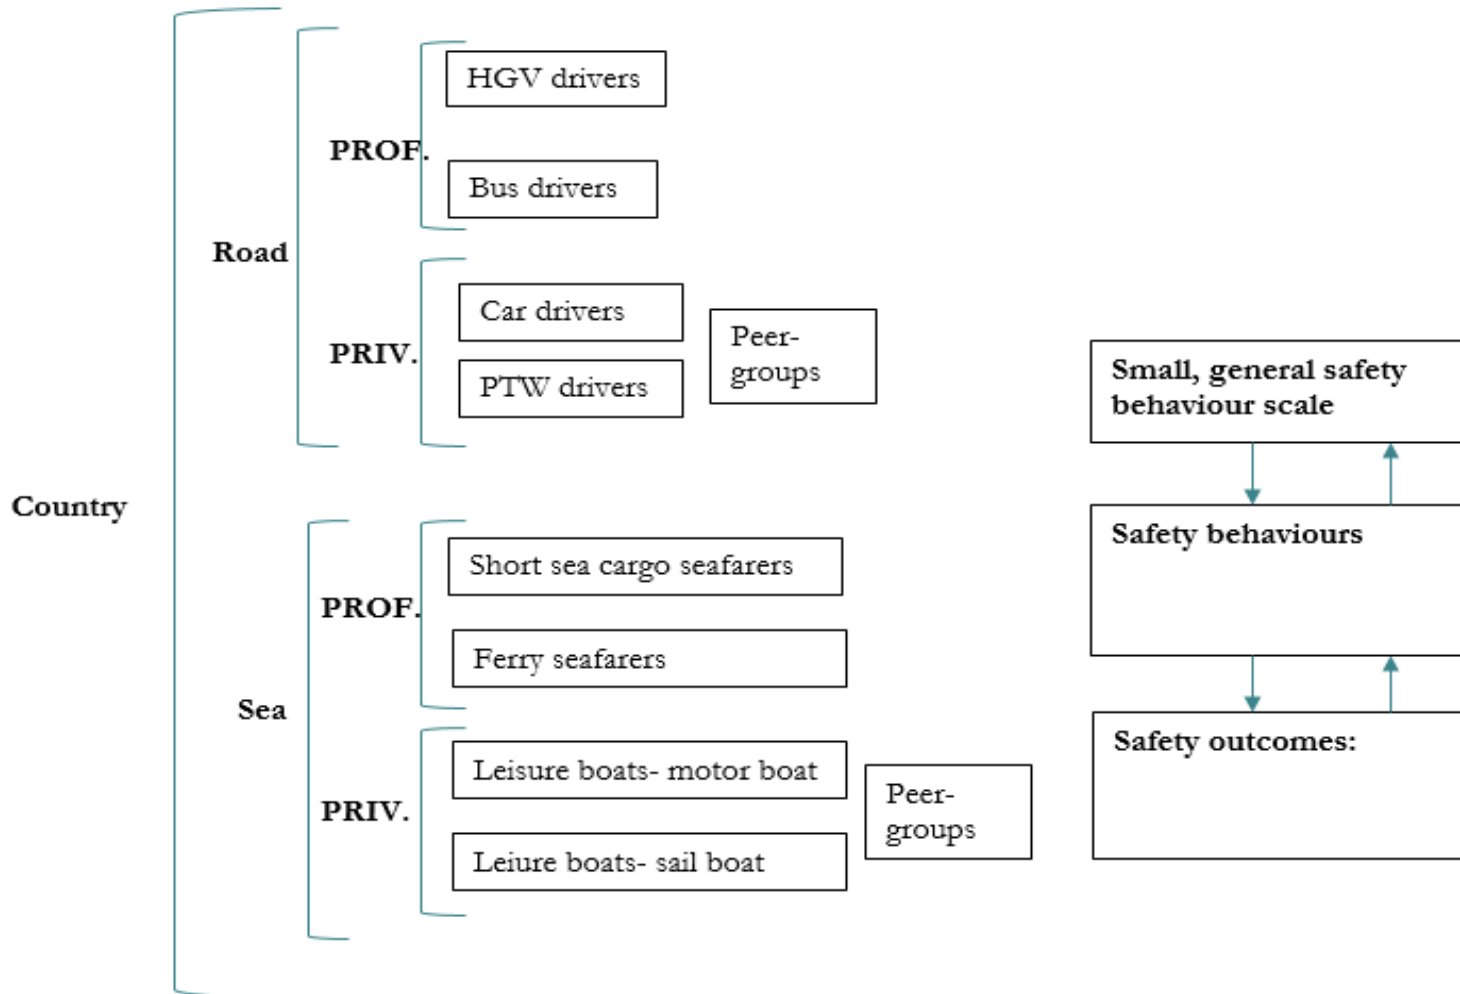 HGV drivers
PROF.
Bus drivers
Road
Car drivers
PRIV.
PTW drivers
Peer-
groups
Country
Short sea cargo seafarers
PROF.
Ferry seafarers
Sea
Leisure boats- motor boat
PRIV.
Leiure boats- sail boat
Peer-
groups
Small, general safety
behaviour scale
Safety behaviours
Safety outcomes: